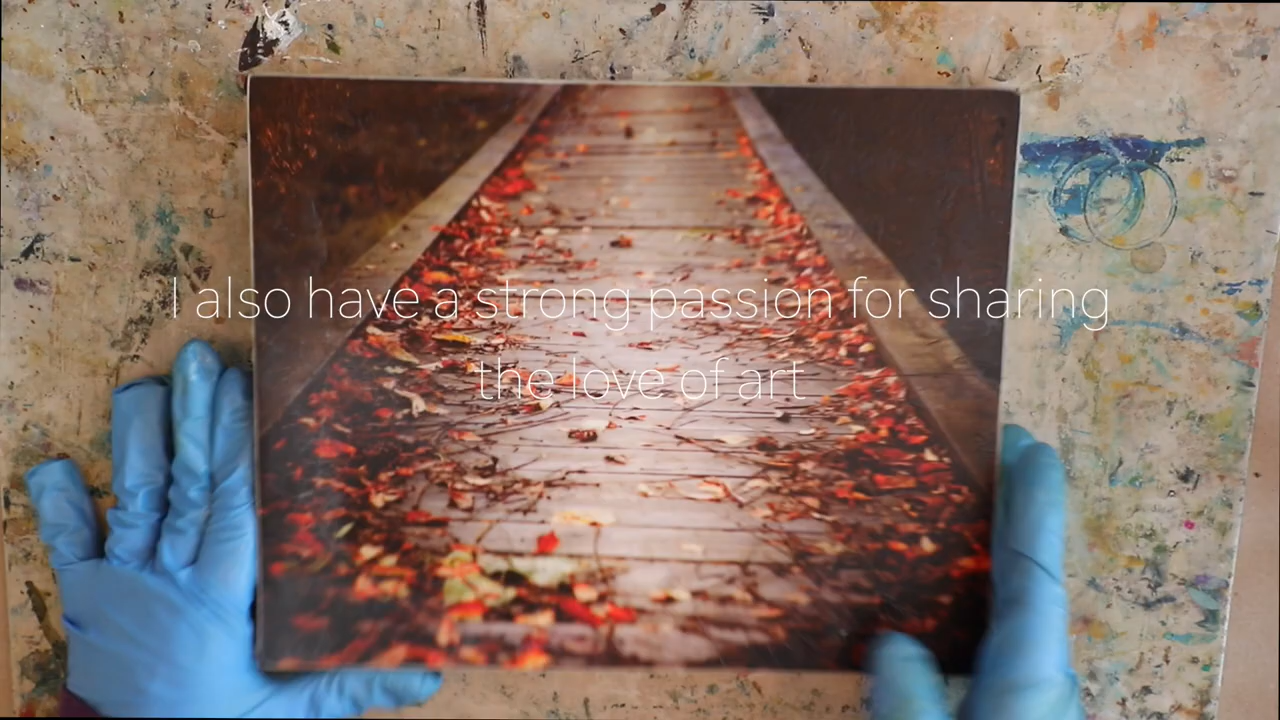 I also have a strong passion for sharing
the love of art